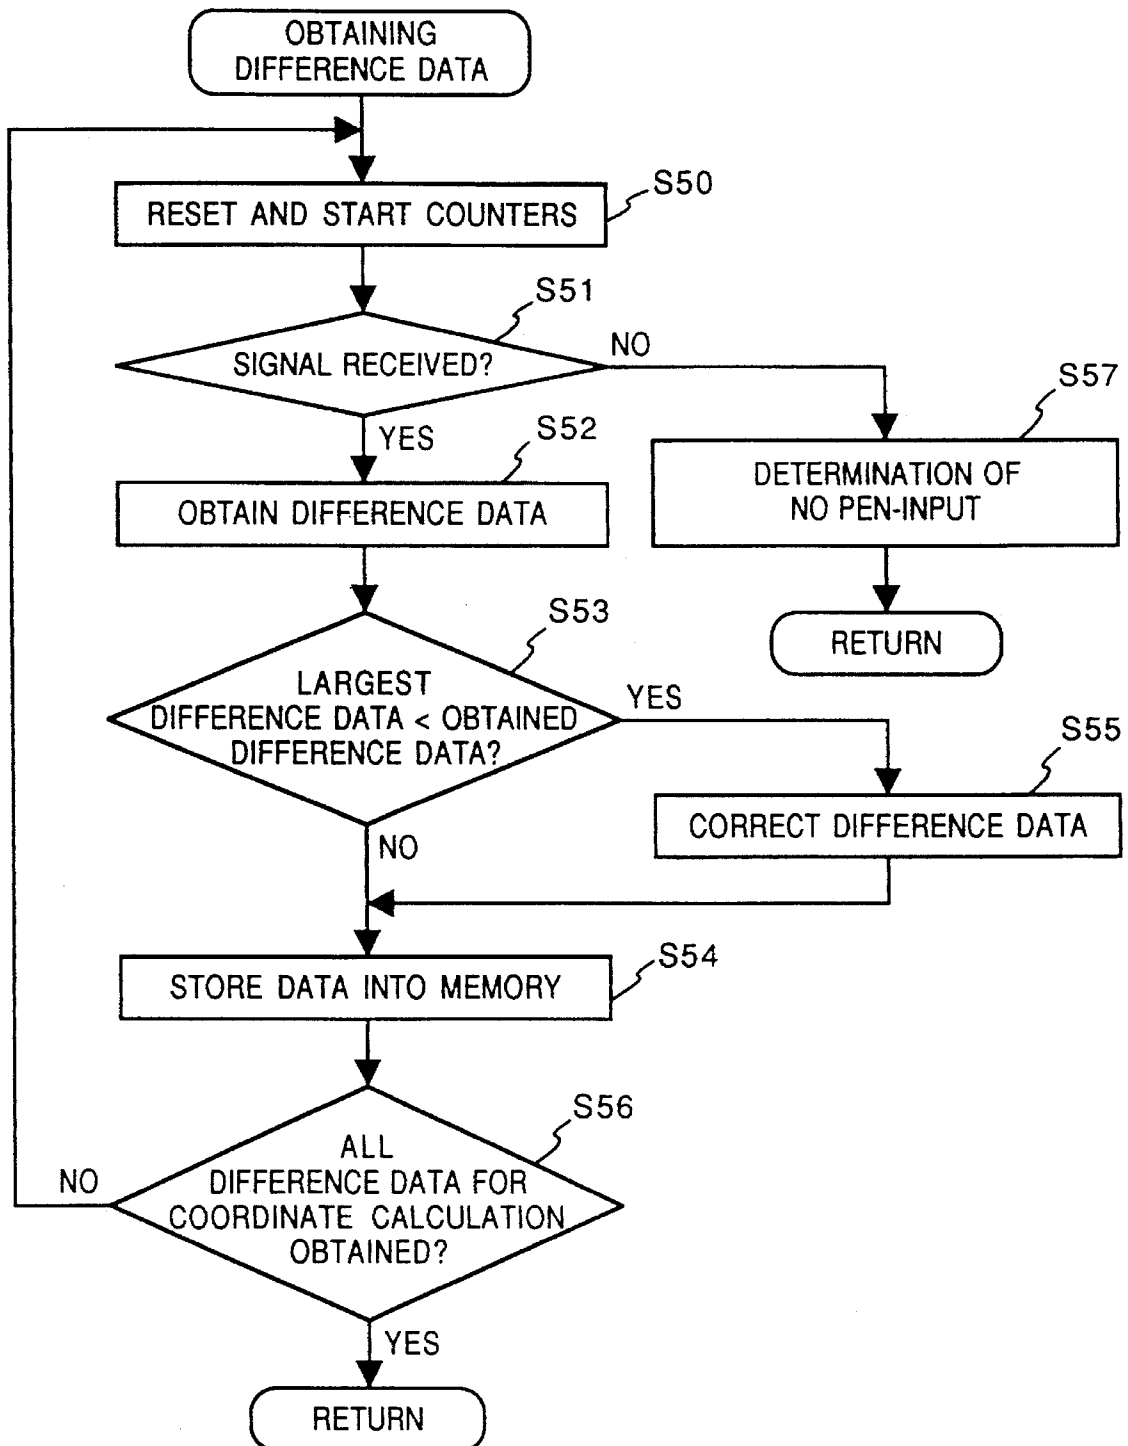 OBTAINING
DIFFERENCE DATA
S50
RESET AND START COUNTERS
S51
SIGNAL RECEIVED?
NO
YES
S57
DETERMINATION OF
NO PEN-INPUT
RETURN
S52
OBTAIN DIFFERENCE DATA
S53
LARGEST
DIFFERENCE DATA < OBTAINED
DIFFERENCE DATA?
YES
NO
S55
CORRECT DIFFERENCE DATA
S54
STORE DATA INTO MEMORY
S56
ALL
DIFFERENCE DATA FOR
COORDINATE CALCULATION
OBTAINED?
NO
YES
RETURN